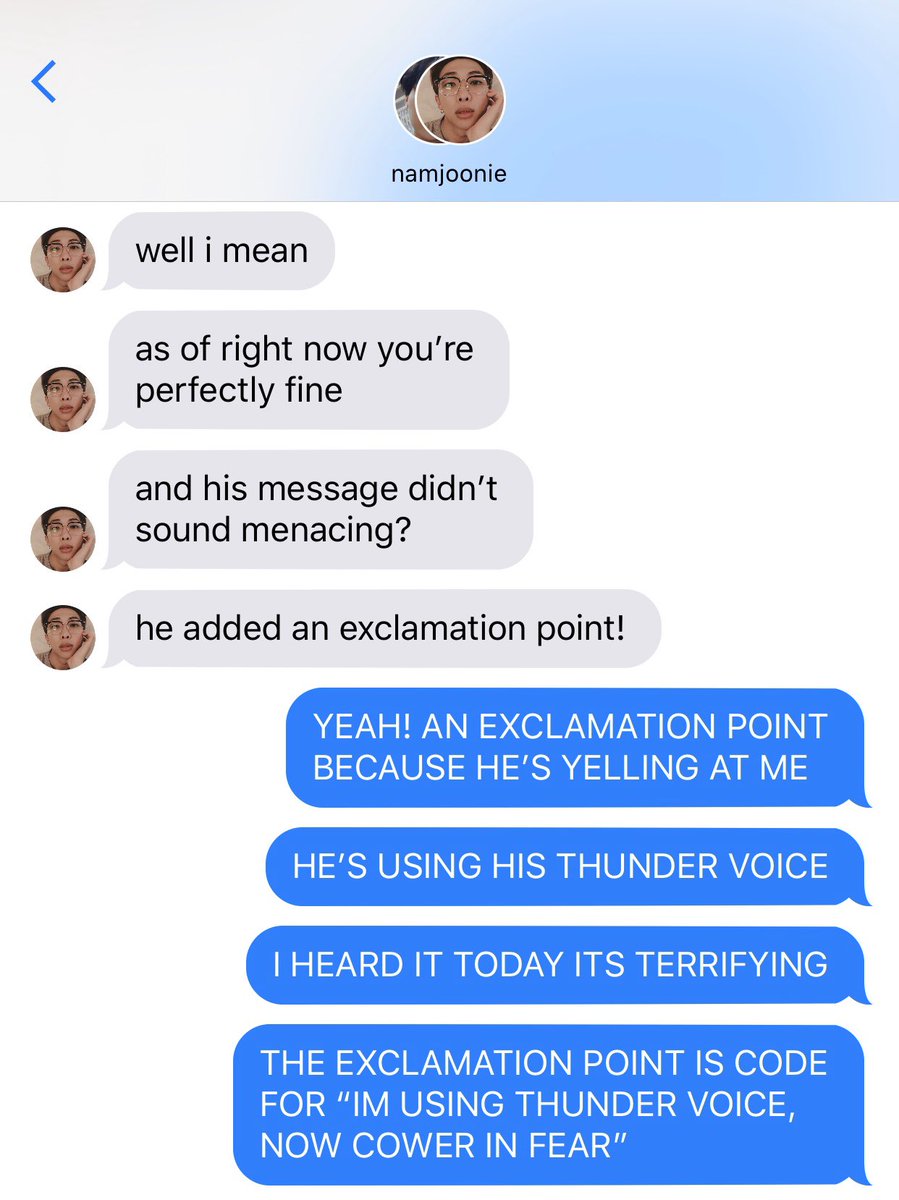 namjoonie
well i mean
as of right now you’re
perfectly fine
and his message didn’t
sound menacing?
he added an exclamation point!
YEAH! AN EXCLAMATION POINT
BECAUSE HE’S YELLING AT ME
HE’S USING HIS THUNDER VOICE
I HEARD IT TODAY ITS TERRIFYING
THE EXCLAMATION POINT IS CODE
FOR “IM USING THUNDER VOICE,
NOW COWER IN FEAR”